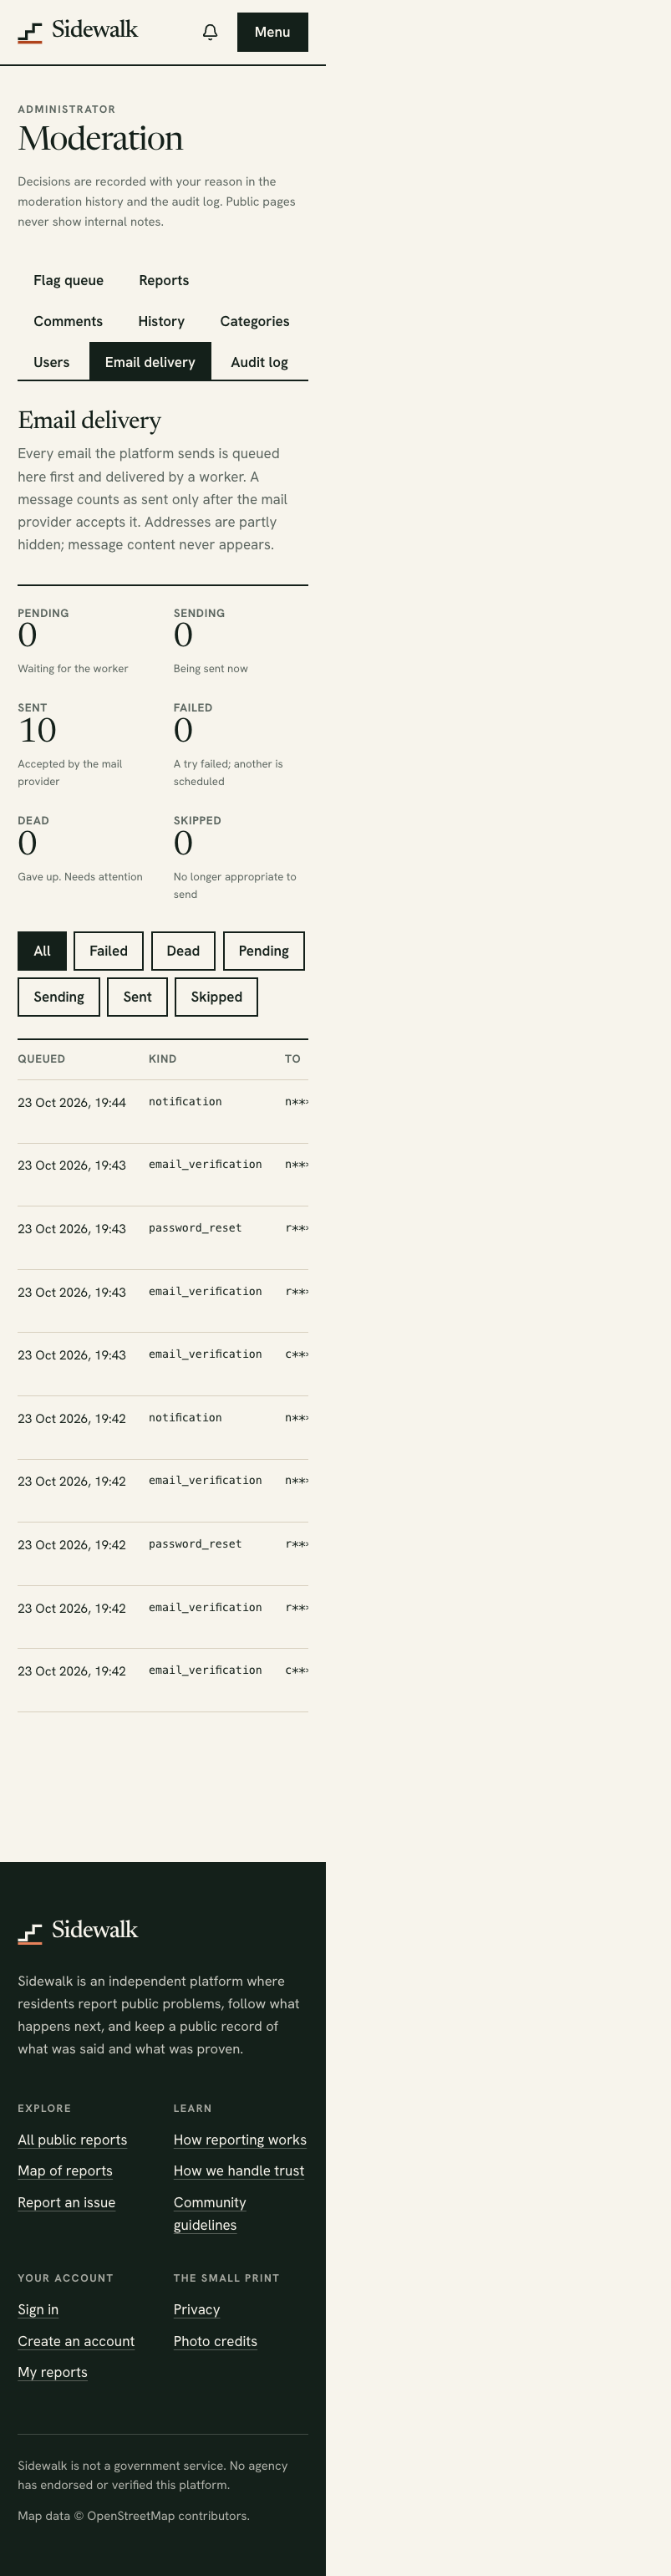 Sidewalk
Menu
ADMINISTRATOR
Moderation
Decisions are recorded with your reason in the
moderation history and the audit log. Public pages
never show internal notes.
Flag queue Reports
Comments History Categories
Users Email delivery Audit log
Email delivery
Every email the platform sends is queued
here first and delivered by a worker. A
message counts as sent only after the mail
provider accepts it. Addresses are partly
hidden; message content never appears.
PENDING SENDING
0 0
Waiting for the worker Being sent now
SENT FAILED
10 0
Accepted by the mail A try failed; another is
provider scheduled
DEAD SKIPPED
0 0
Gave up. Needs attention No longer appropriate to
send
All Failed Dead Pending
Sending Sent Skipped
QUEUED KIND TO
23 Oct 2026, 19:44 notification n**
23 Oct 2026, 19:43 email_verification n**
23 Oct 2026, 19:43 password_reset r**
23 Oct 2026, 19:43 email_verification r**
23 Oct 2026, 19:43 email_verification c**
23 Oct 2026, 19:42 notification n**
23 Oct 2026, 19:42 email_verification n**
23 Oct 2026, 19:42 password_reset r**
23 Oct 2026, 19:42 email_verification r**
23 Oct 2026, 19:42 email_verification c**
Sidewalk
Sidewalk is an independent platform where
residents report public problems, follow what
happens next, and keep a public record of
what was said and what was proven.
EXPLORE LEARN
All public reports How reporting works
Map of reports How we handle trust
Report an issue Community
guidelines
YOUR ACCOUNT THE SMALL PRINT
Sign in Privacy
Create an account Photo credits
My reports
Sidewalk is not a government service. No agency
has endorsed or verified this platform.
Map data © OpenStreetMap contributors.